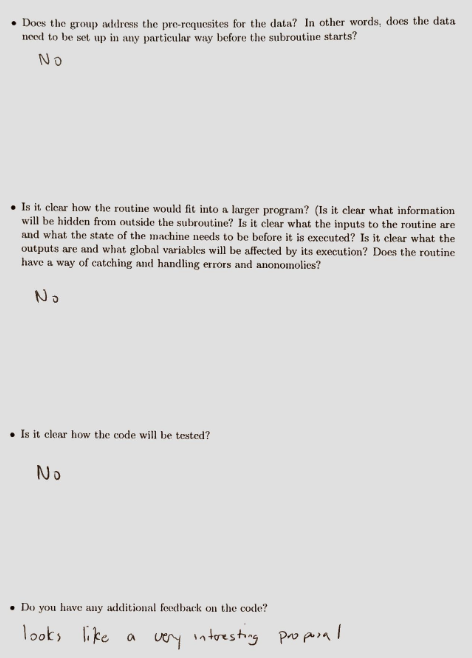 • Does the group address the pre-requesites for the data? In other words, does the data
need to be set up in any particular way before the subroutine starts?
No
• Is it clear how the routine would fit into a larger program? (Is it clear what information
will be hidden from outside the subroutine? Is it clear what the inputs to the routine are
and what the state of the machine needs to be before it is executed? Is it clear what the
outputs are and what global variables will be affected by its execution? Does the routine
have a way of catching and handling errors and anonomolies?
No
• Is it clear how the code will be tested?
No
• Do you have any additional feedback on the code?
looks like a very intresting proposal